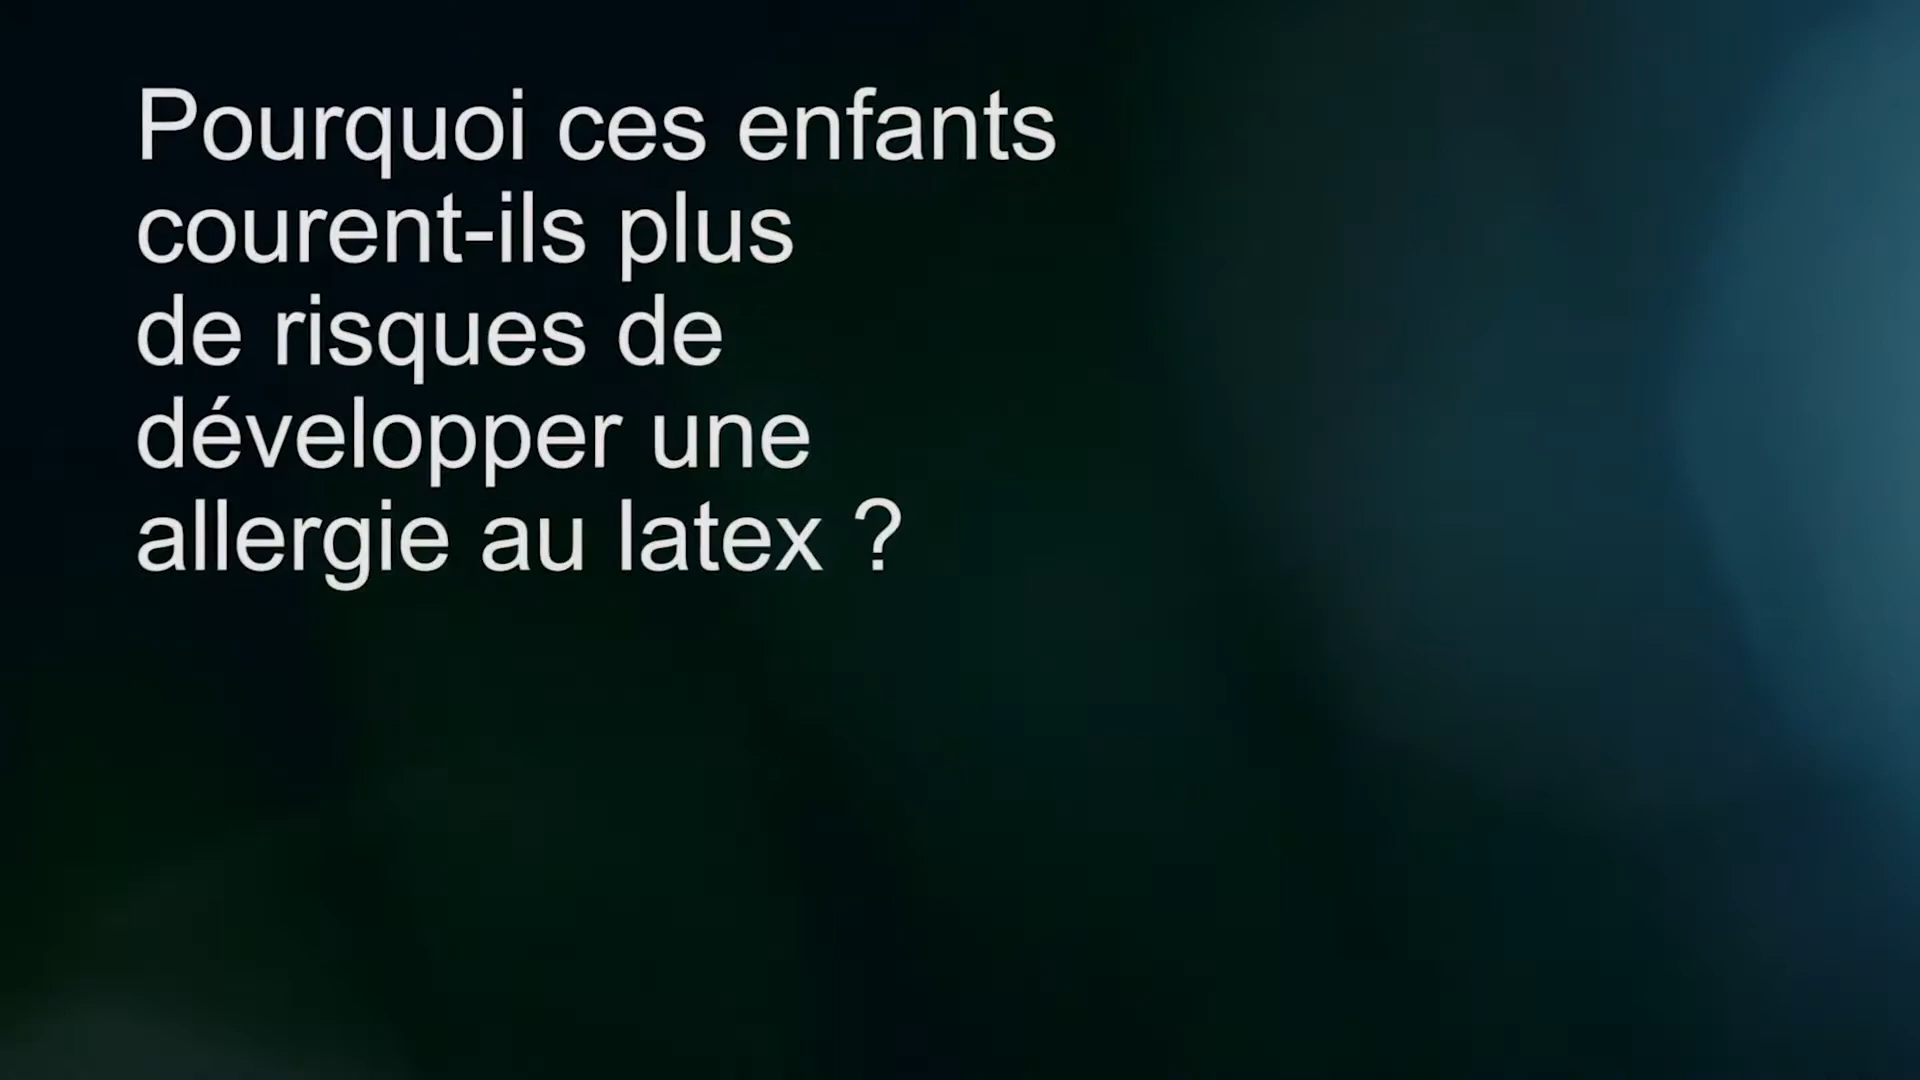 Pourquoi ces enfants
courent-ils plus
de risques de
développer une
allergie au latex ?